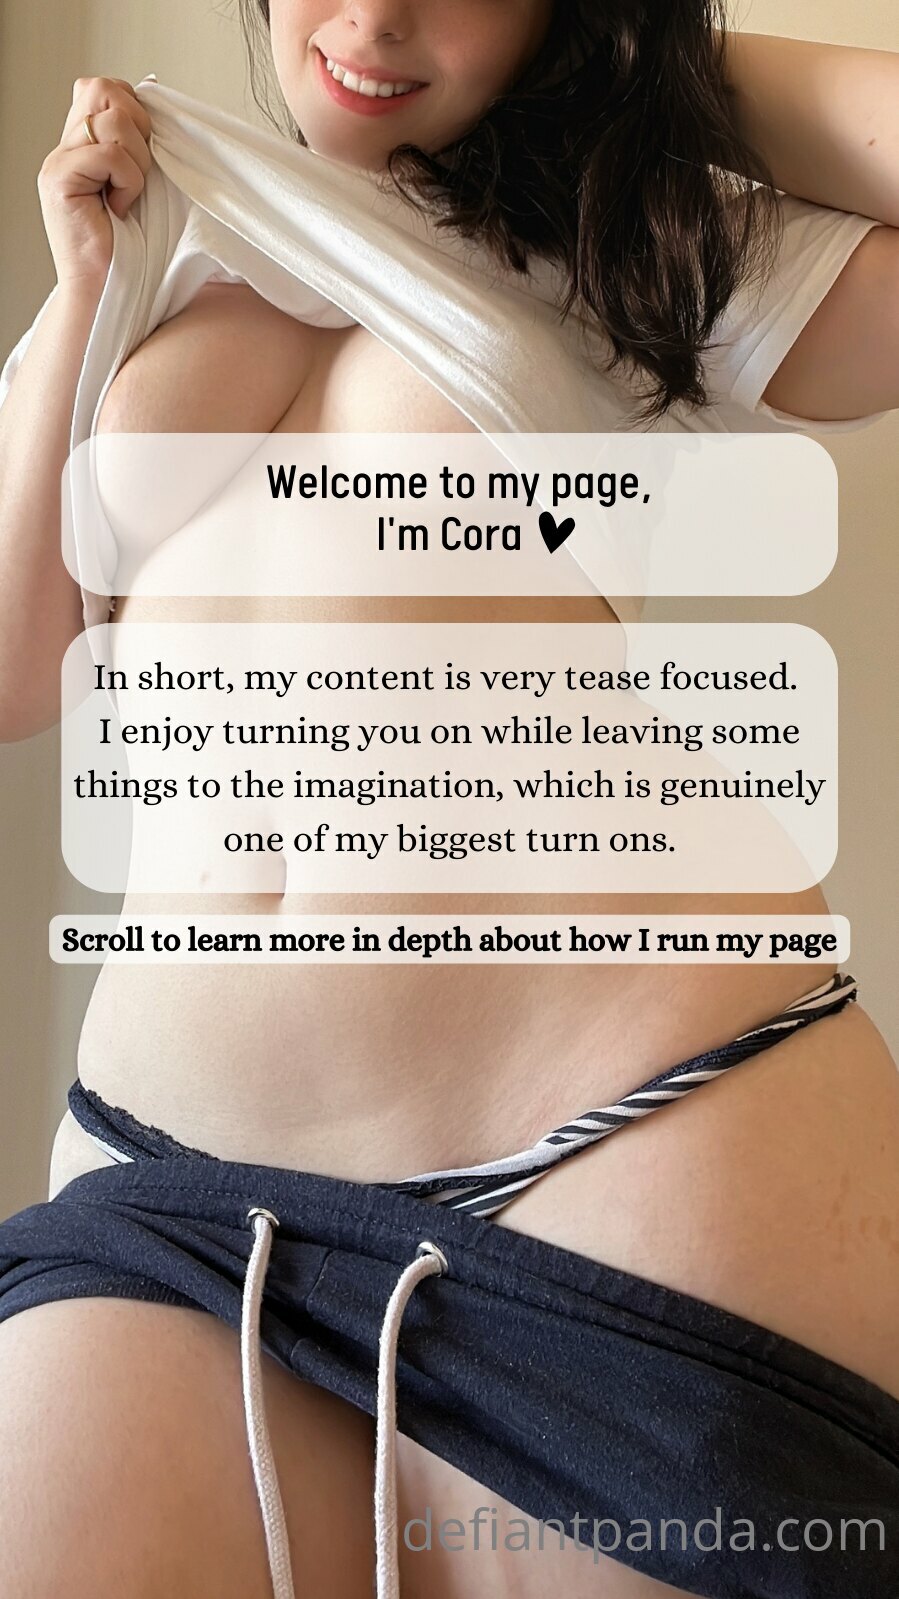 Welcome to my page,
I'm Cora 🖤
In short, my content is very tease focused.
I enjoy turning you on while leaving some
things to the imagination, which is genuinely
one of my biggest turn ons.
Scroll to learn more in depth about how I run my page
defiantpanda.com